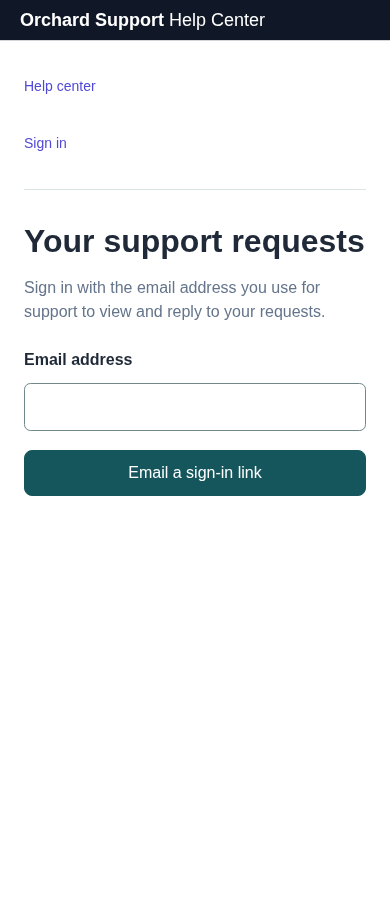 Orchard Support Help Center
Help center
Sign in
Your support requests
Sign in with the email address you use for
support to view and reply to your requests.
Email address
Email a sign-in link